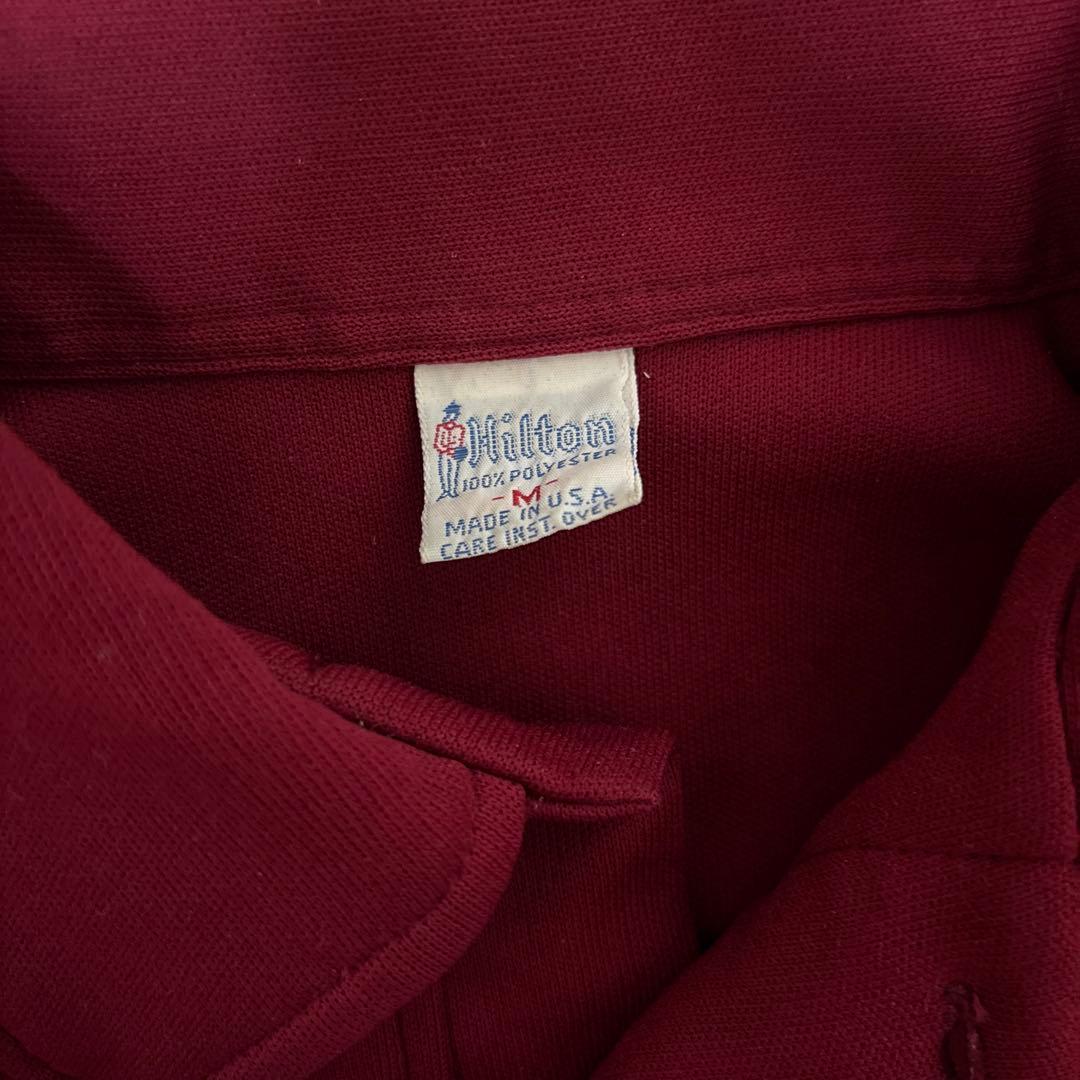 Hilton
100% POLYESTER
-M-
MADE IN U.S.A.
CARE INST. OVER